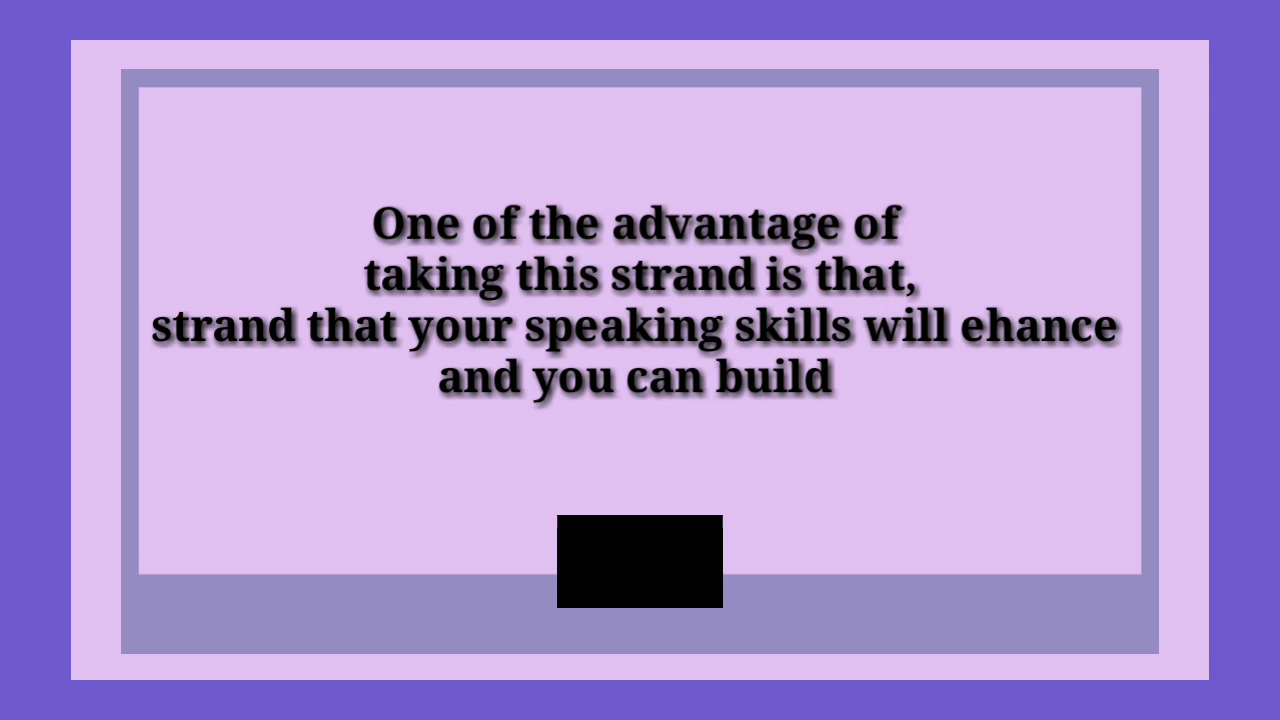 One of the advantage of
taking this strand is that,
strand that your speaking skills will ehance
and you can build